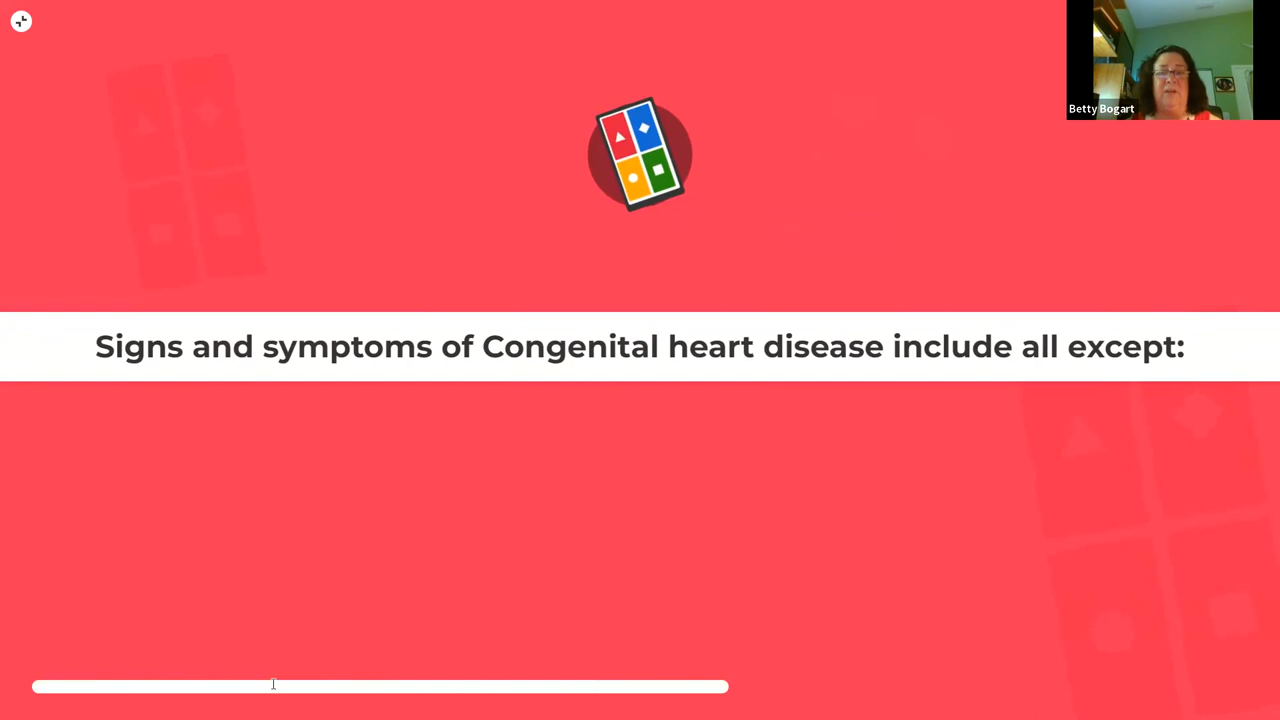 Betty Bogart
Signs and symptoms of Congenital heart disease include all except: